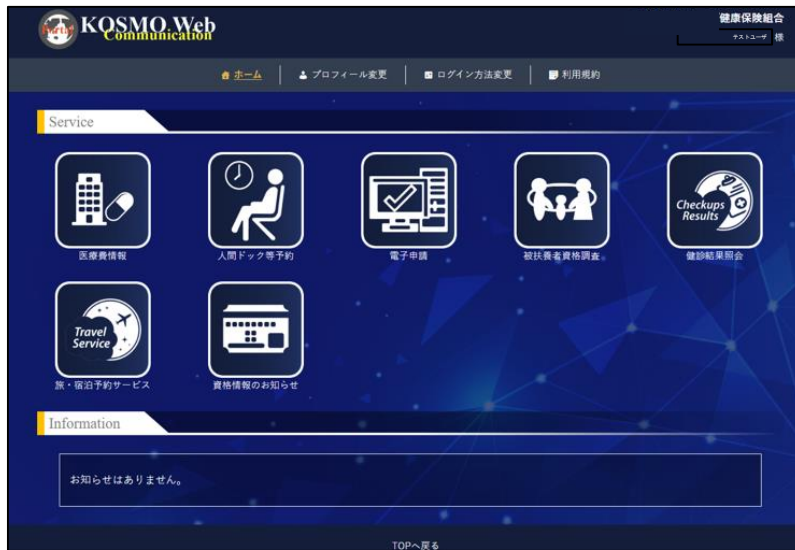 Portal KOSMO Web
Communication
健康保険組合
テストユーザ 様
ホーム
プロフィール変更
ログイン方法変更
利用規約
Service
Checkups
Results
医療費情報
人間ドック等予約
電子申請
被扶養者資格調査
健診結果照会
Travel
Service
旅・宿泊予約サービス
資格情報のお知らせ
Information
お知らせはありません。
TOPへ戻る